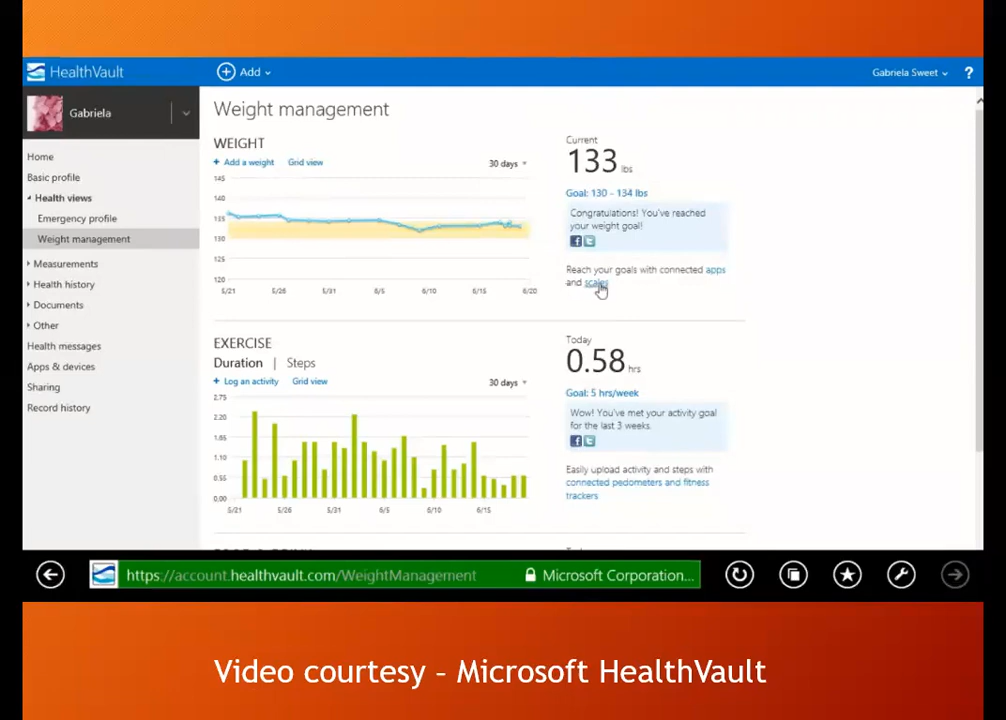 HealthVault
Add
Gabriela Sweet
?
Gabriela
Home
Basic profile
Health views
Emergency profile
Weight management
Measurements
Health history
Documents
Other
Health messages
Apps & devices
Sharing
Record history
Weight management
WEIGHT
+ Add a weight Grid view 30 days
145
140
135
130
125
120
5/21 5/26 5/31 6/5 6/10 6/15 6/20
Current
133 lbs
Goal: 130 - 134 lbs
Congratulations! You've reached
your weight goal!
Reach your goals with connected apps
and scales
EXERCISE
Duration | Steps
+ Log an activity Grid view 30 days
2.75
2.20
1.65
1.10
0.55
0.00
5/21 5/26 5/31 6/5 6/10 6/15
Today
0.58 hrs
Goal: 5 hrs/week
Wow! You've met your activity goal
for the last 3 weeks.
Easily upload activity and steps with
connected pedometers and fitness
trackers
https://account.healthvault.com/WeightManagement Microsoft Corporation...
Video courtesy – Microsoft HealthVault